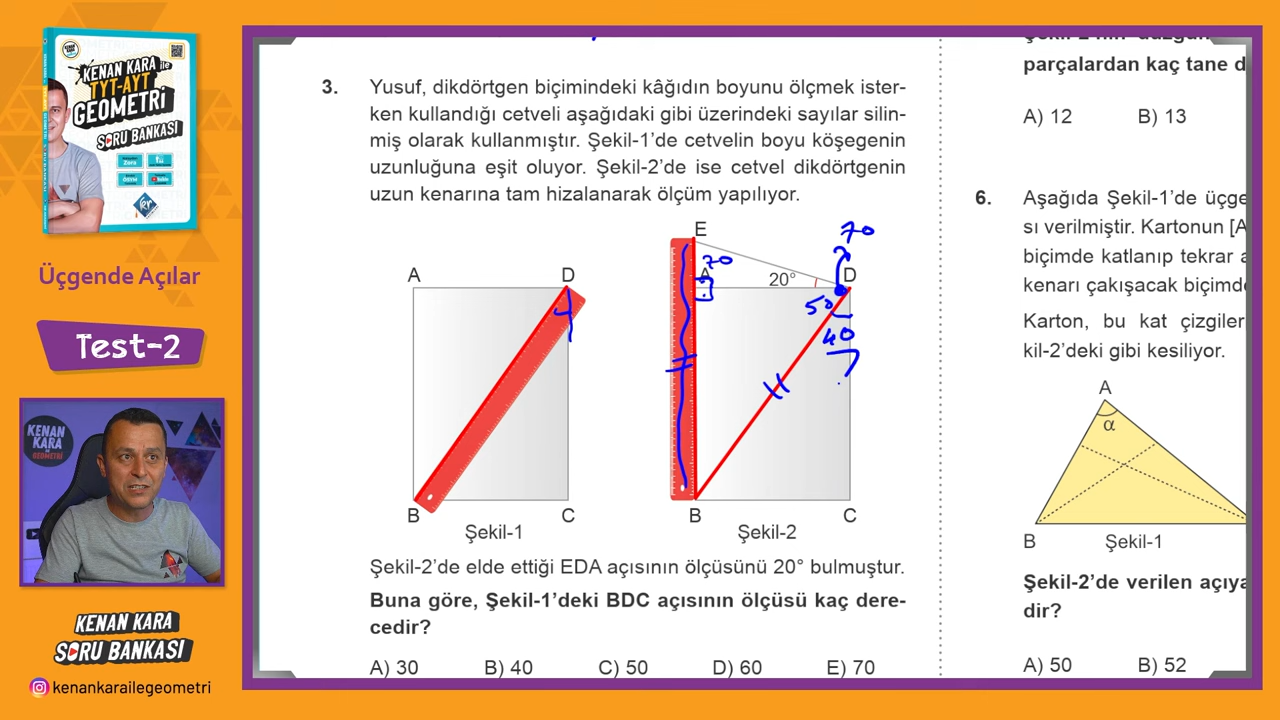 KENAN KARA ile
TYT-AYT
GEOMETRİ
SORU BANKASI
Üçgende Açılar
Test-2
KENAN
KARA
GEOMETRİ
KENAN KARA
SORU BANKASI
kenankarailegeometri
3. Yusuf, dikdörtgen biçimindeki kâğıdın boyunu ölçmek ister-
ken kullandığı cetveli aşağıdaki gibi üzerindeki sayılar silin-
miş olarak kullanmıştır. Şekil-1’de cetvelin boyu köşegenin
uzunluğuna eşit oluyor. Şekil-2’de ise cetvel dikdörtgenin
uzun kenarına tam hizalanarak ölçüm yapılıyor.
A D
B C
Şekil-1
E
70
70
A 20° D
50
40
?
B C
Şekil-2
Şekil-2’de elde ettiği EDA açısının ölçüsünü 20° bulmuştur.
Buna göre, Şekil-1’deki BDC açısının ölçüsü kaç dere-
cedir?
A) 30 B) 40 C) 50 D) 60 E) 70
parçalardan kaç tane d
A) 12 B) 13
6. Aşağıda Şekil-1’de üçge
sı verilmiştir. Kartonun [A
biçimde katlanıp tekrar a
kenarı çakışacak biçimde
Karton, bu kat çizgiler
kil-2’deki gibi kesiliyor.
A
α
B
Şekil-1
Şekil-2’de verilen açıya
dir?
A) 50 B) 52